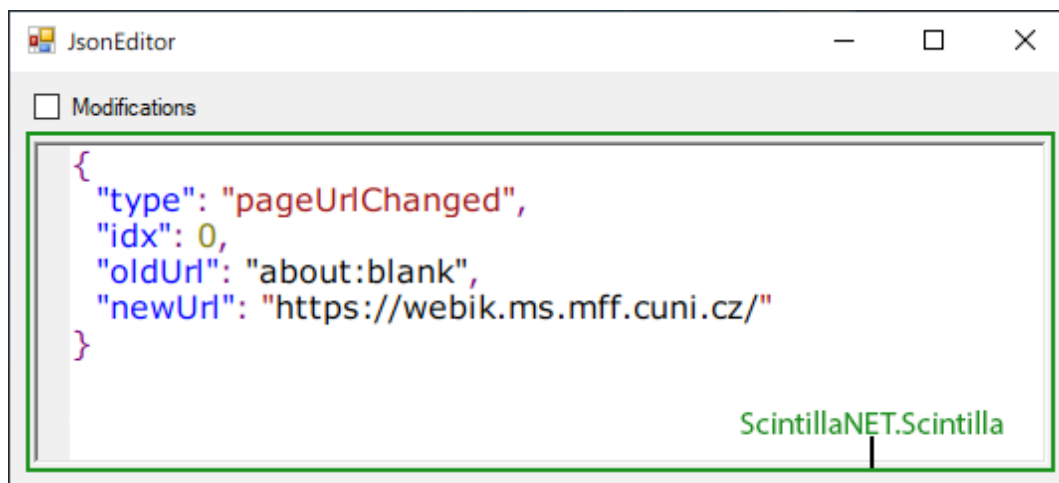 JsonEditor
Modifications
{
"type": "pageUrlChanged",
"idx": 0,
"oldUrl": "about:blank",
"newUrl": "https://webik.ms.mff.cuni.cz/"
}
ScintillaNET.Scintilla